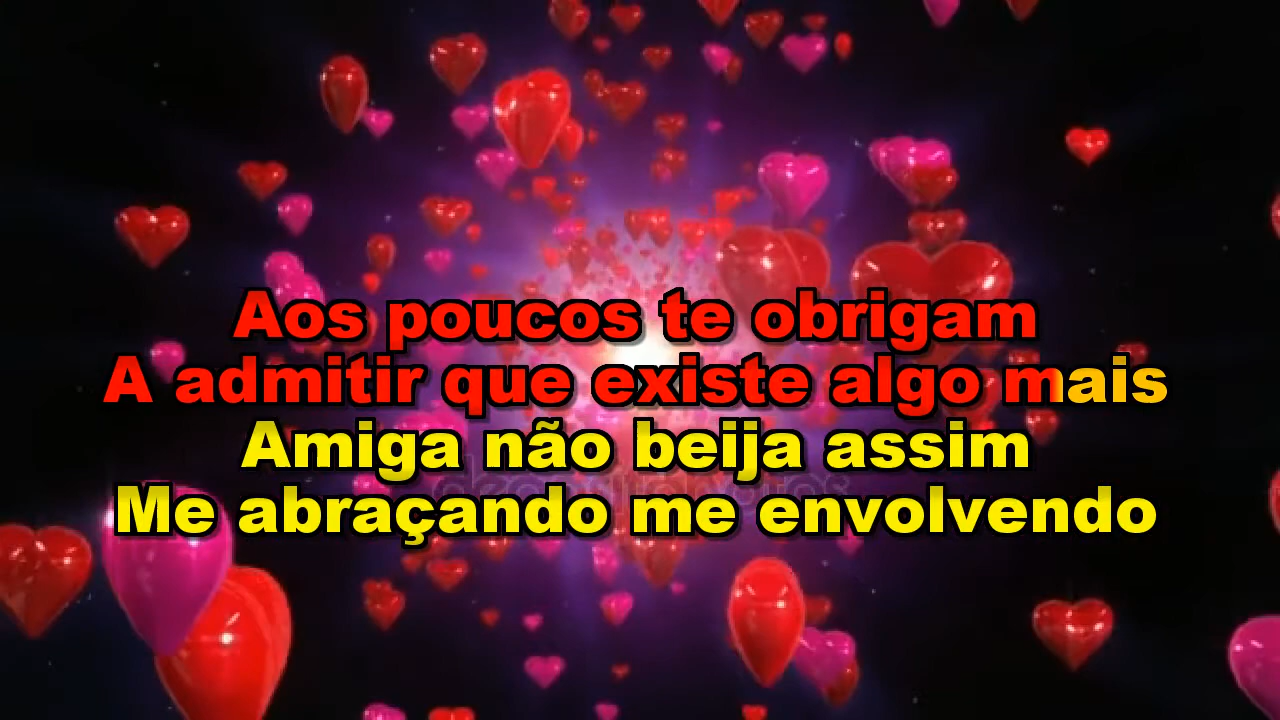 Aos poucos te obrigam
A admitir que existe algo mais
Amiga não beija assim
Me abraçando me envolvendo